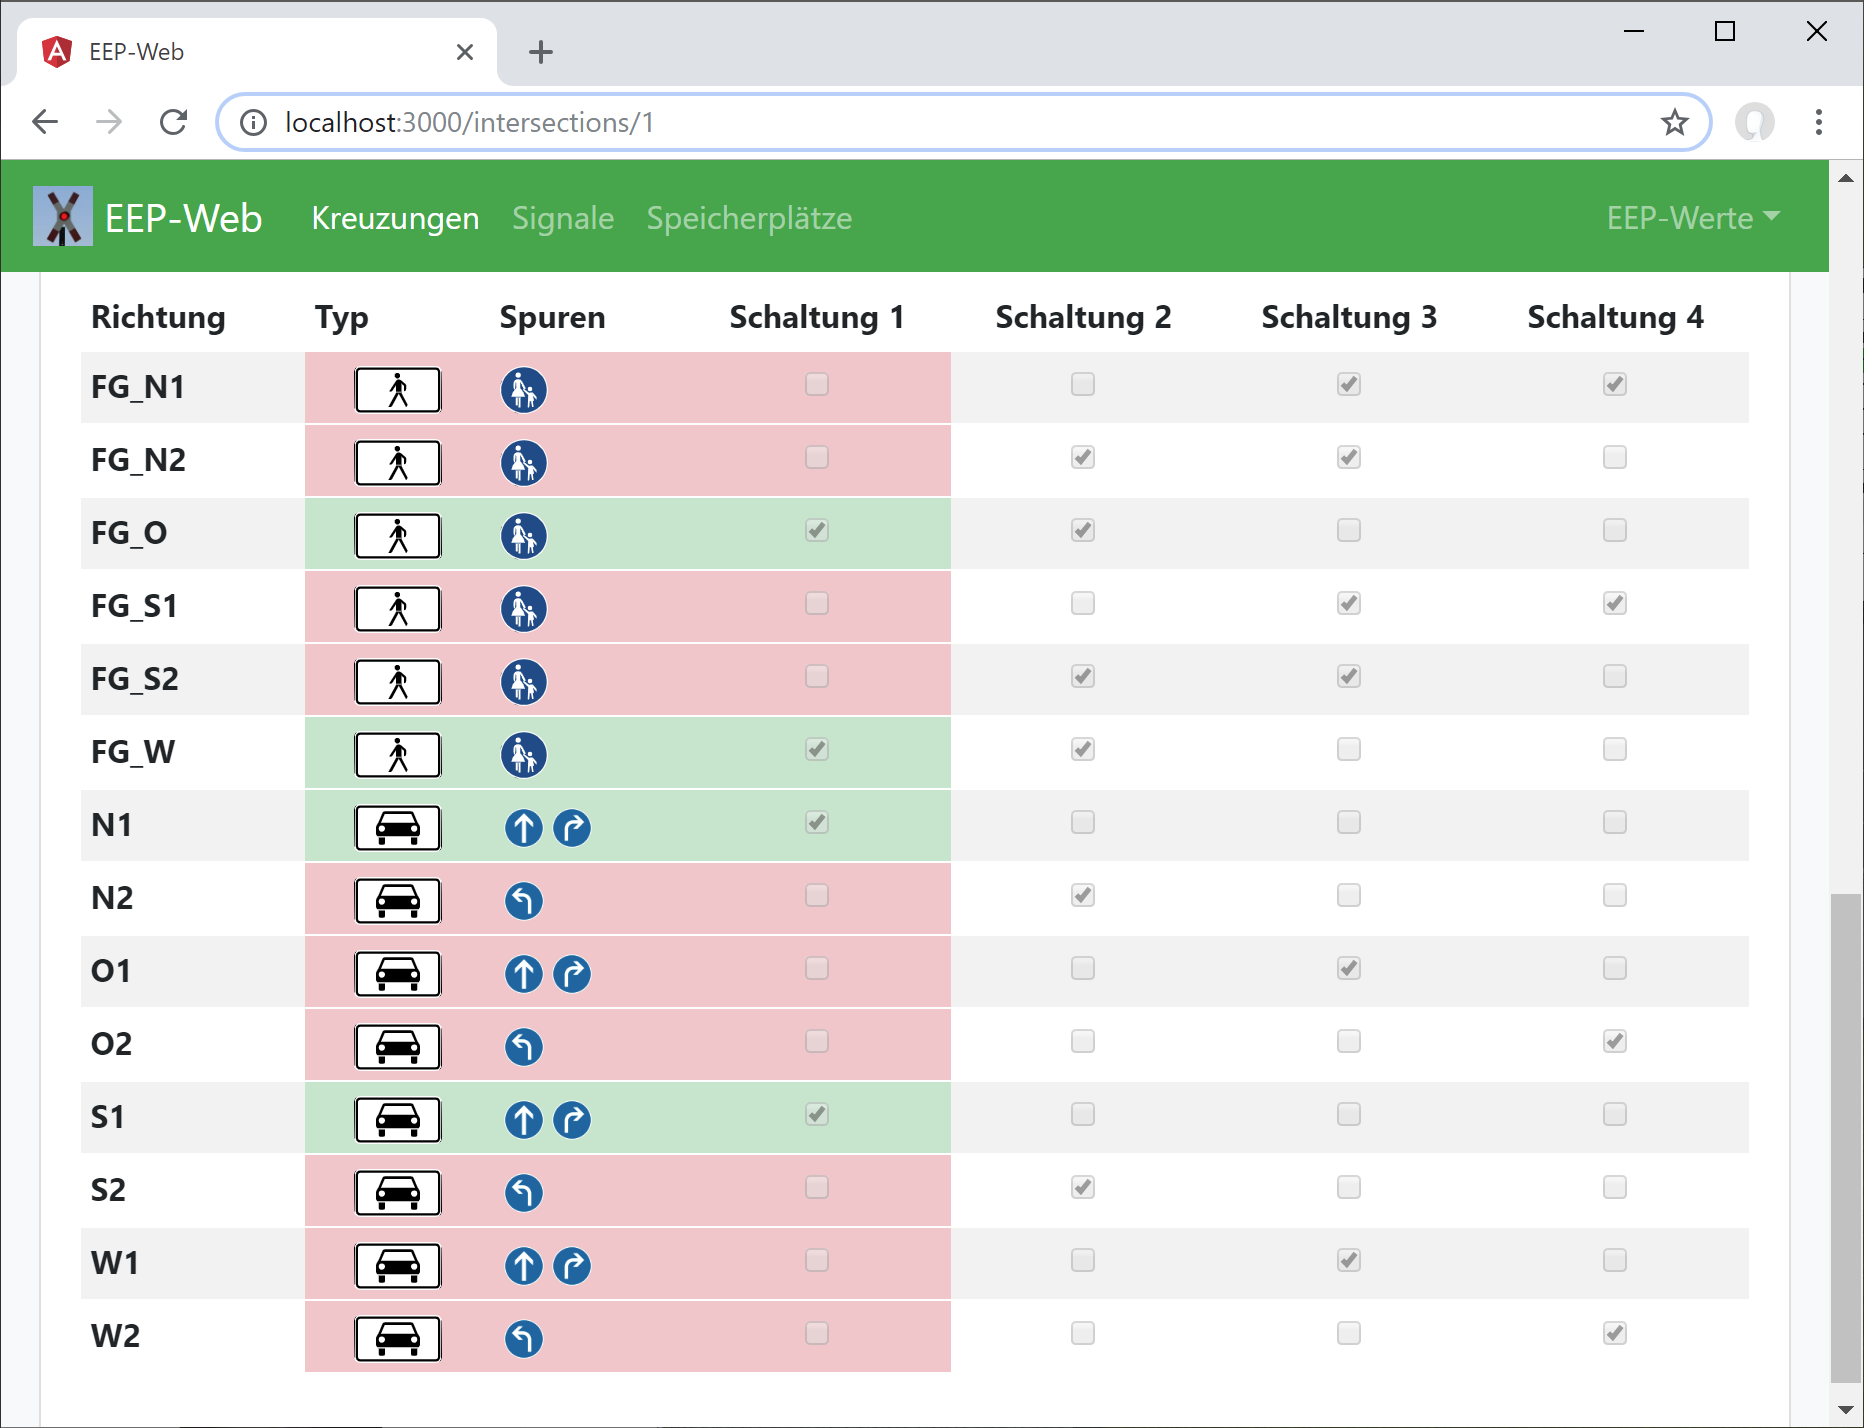 EEP-Web
localhost:3000/intersections/1
EEP-Web Kreuzungen Signale Speicherplätze EEP-Werte
Richtung Typ Spuren Schaltung 1 Schaltung 2 Schaltung 3 Schaltung 4
FG_N1
FG_N2
FG_O
FG_S1
FG_S2
FG_W
N1
N2
O1
O2
S1
S2
W1
W2